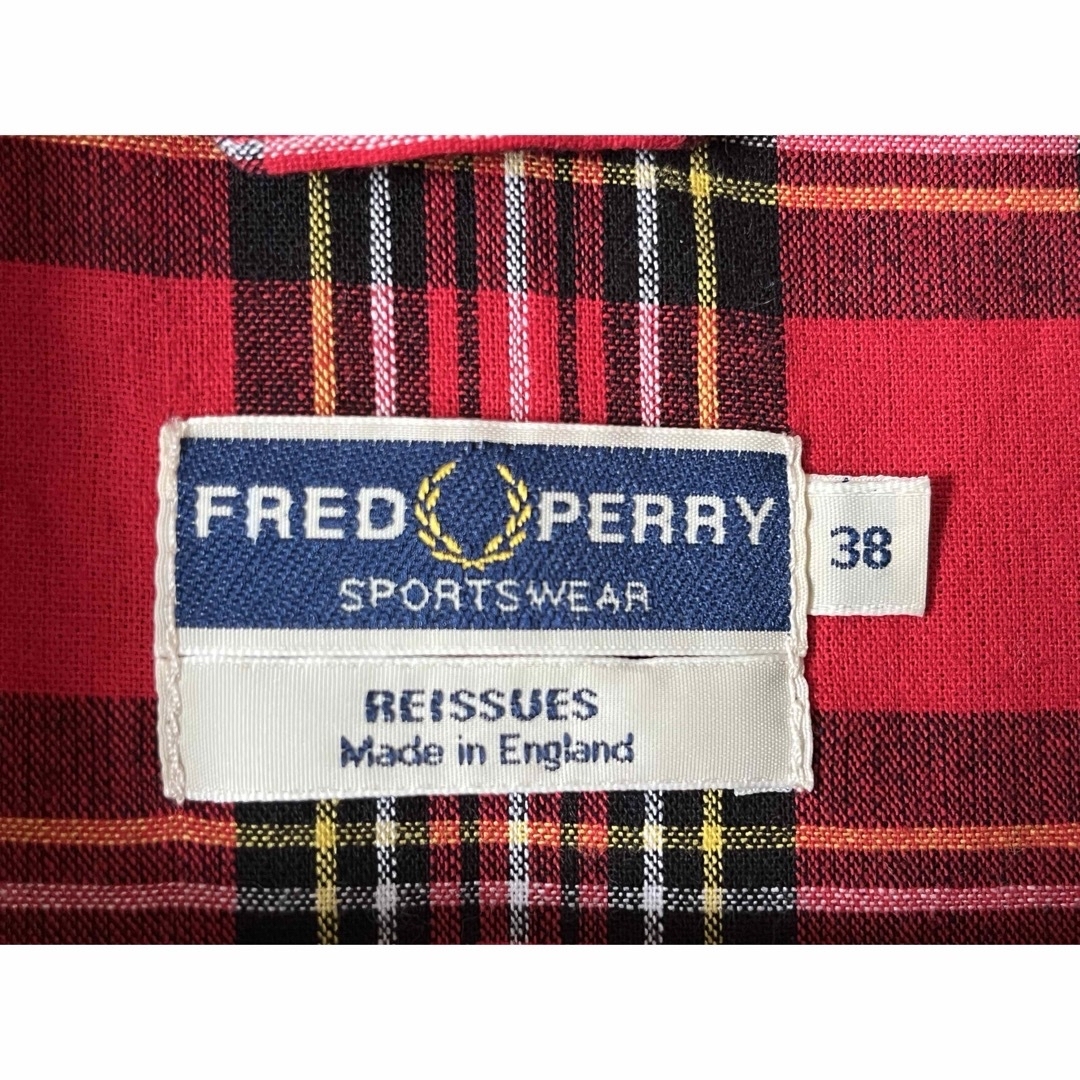 FRED PERRY
SPORTSWEAR
38
REISSUES
Made in England